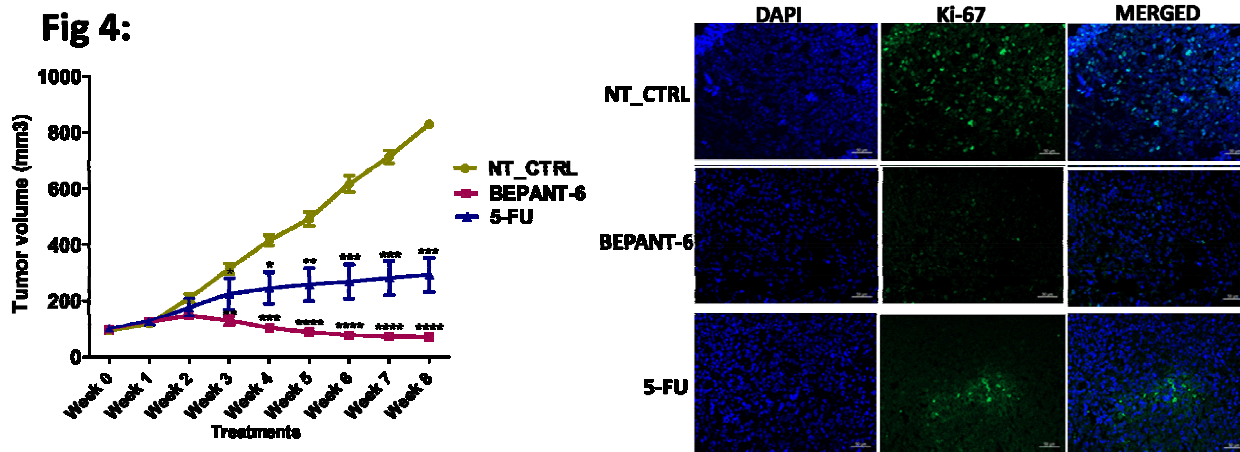 Fig 4:
1000
800
600
400
200
0
Tumor volume (mm3)
*
*
**
***
***
***
**
***
****
****
****
****
Week 0
Week 1
Week 2
Week 3
Week 4
Week 5
Week 6
Week 7
Week 8
Treatments
NT_CTRL
BEPANT-6
5-FU
DAPI Ki-67 MERGED
NT_CTRL
BEPANT-6
5-FU